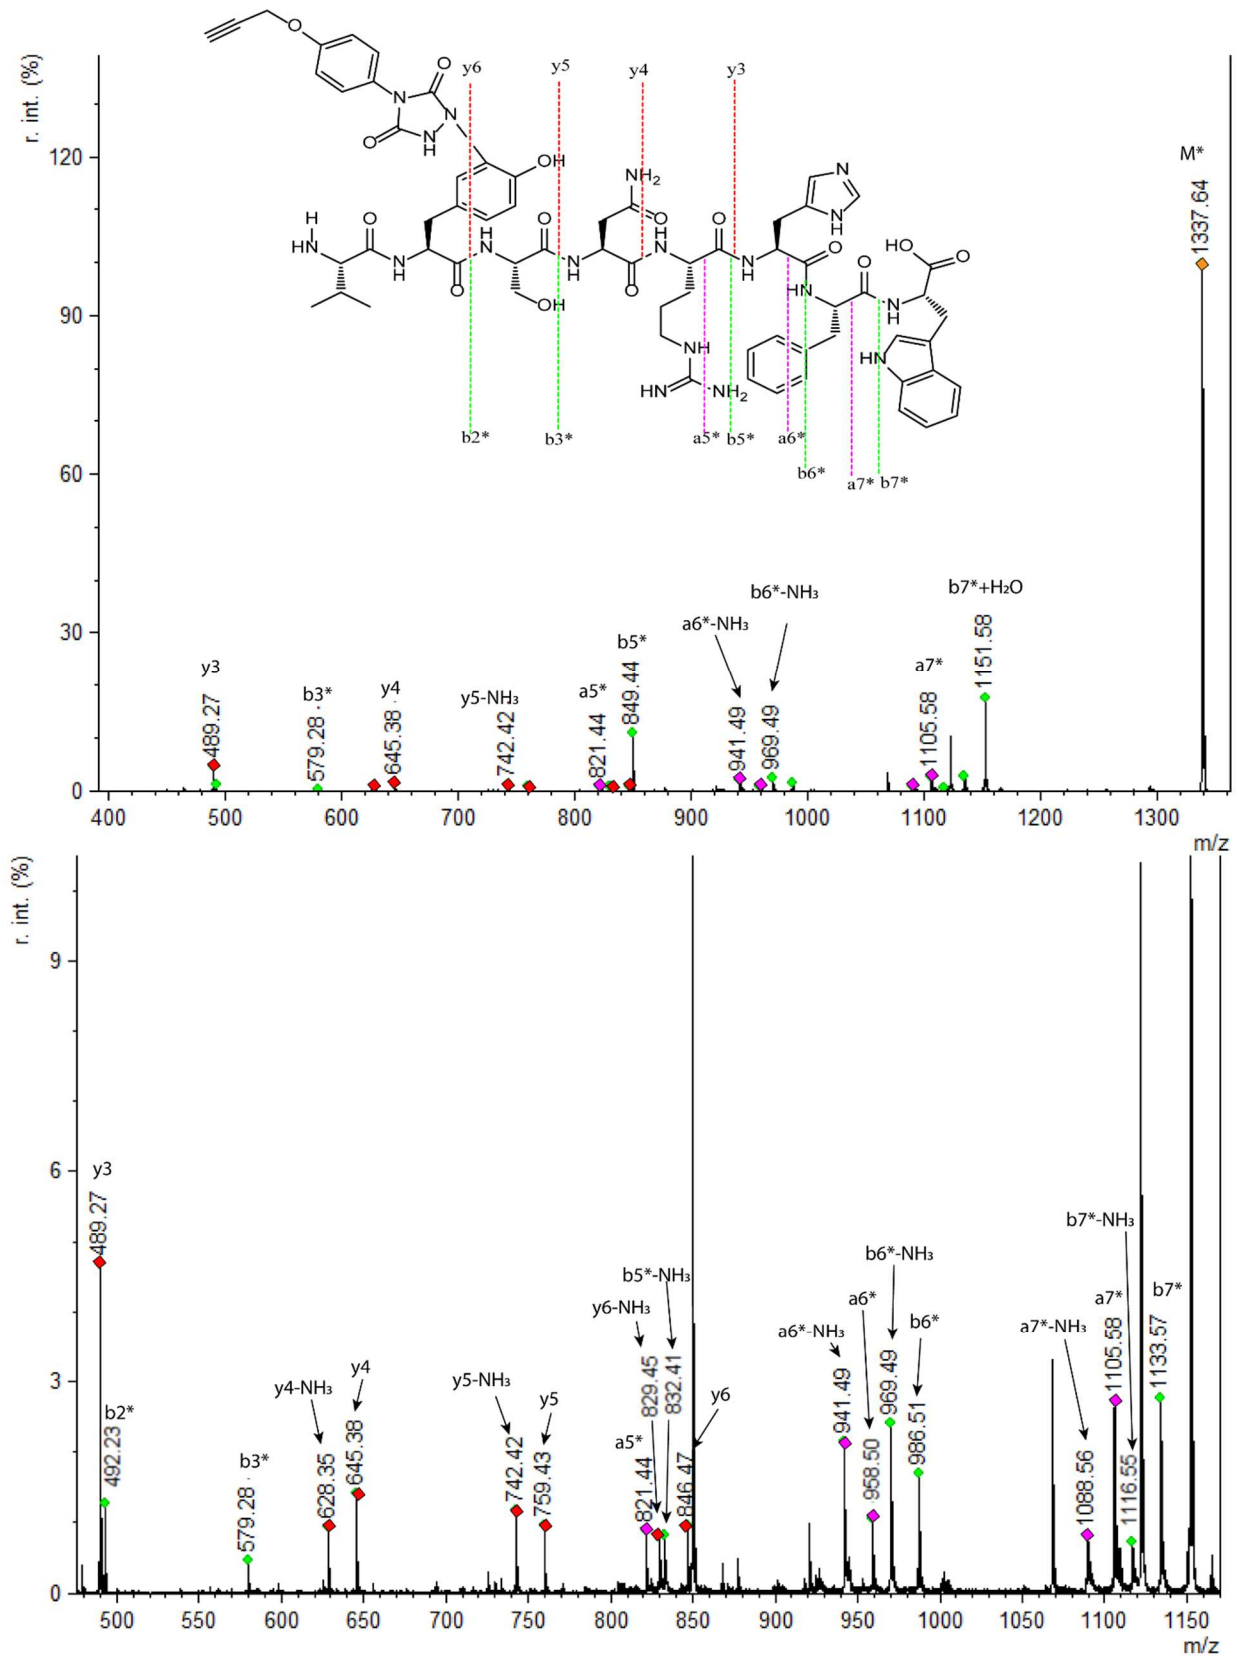 O
O
N
N
O
N
H
OH
NH₂
O
N
NH
H
HN
O
N
H
O
H
N
O
OH
N
H
O
H
N
O
N
H
O
HN
HO
O
O
N
H
NH
HN
NH₂
HN
y6
y5
y4
y3
b2*
b3*
a5*
b5*
a6*
b6*
a7*
b7*
r. int. (%)
120
90
60
30
0
M*
1337.64
y3
489.27
b3*
579.28
y4
645.38
y5-NH₃
742.42
a5*
821.44
b5*
849.44
a6*-NH₃
941.49
b6*-NH₃
969.49
a7*
1105.58
b7*+H₂O
1151.58
400 500 600 700 800 900 1000 1100 1200 1300
m/z
r. int. (%)
9
6
3
0
y3
489.27
b2*
492.23
b3*
579.28
y4-NH₃
628.35
y4
645.38
y5-NH₃
742.42
y5
759.43
a5*
821.44
y6-NH₃
829.45
b5*-NH₃
832.41
y6
846.47
a6*-NH₃
941.49
a6*
958.50
b6*-NH₃
969.49
b6*
986.51
a7*-NH₃
1088.56
a7*
1105.58
b7*-NH₃
1116.55
b7*
1133.57
500 550 600 650 700 750 800 850 900 950 1000 1050 1100 1150
m/z